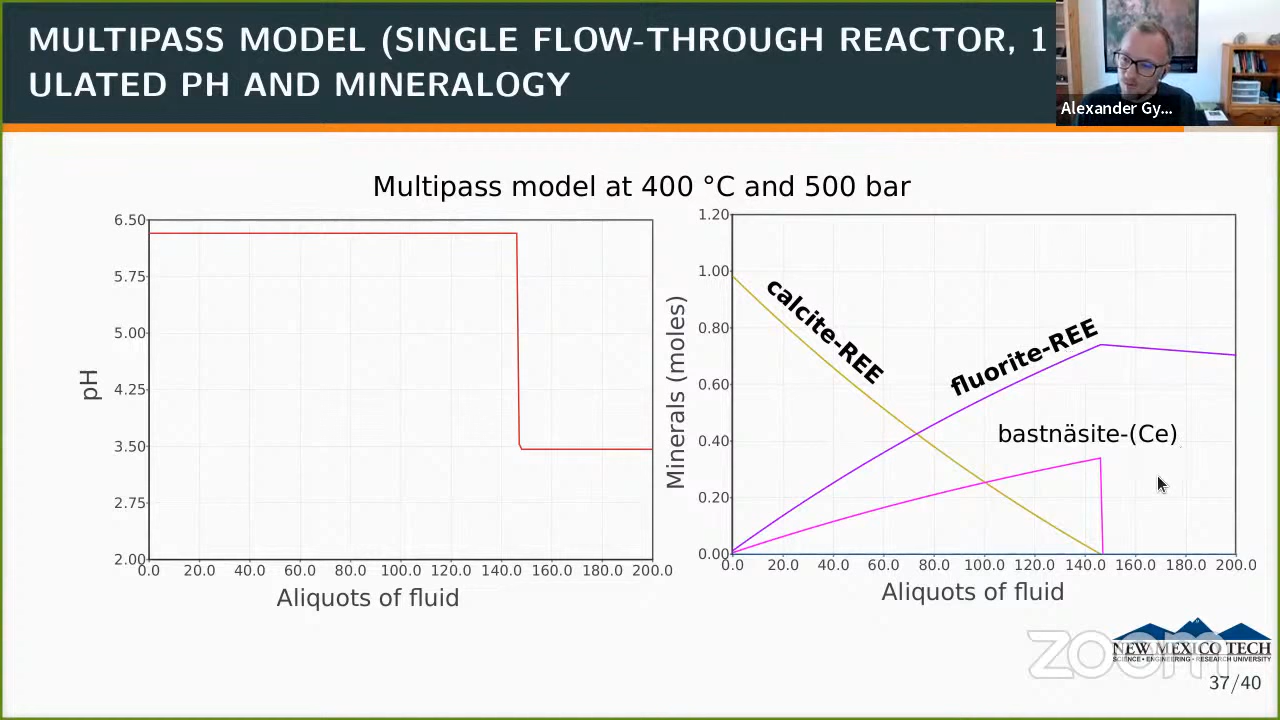 MULTIPASS MODEL (SINGLE FLOW-THROUGH REACTOR, 1
ULATED PH AND MINERALOGY
Alexander Gy...
Multipass model at 400 °C and 500 bar
6.50
5.75
5.00
4.25
3.50
2.75
2.00
pH
0.0 20.0 40.0 60.0 80.0 100.0 120.0 140.0 160.0 180.0 200.0
Aliquots of fluid
1.20
1.00
0.80
0.60
0.40
0.20
0.00
Minerals (moles)
calcite-REE
fluorite-REE
bastnäsite-(Ce)
0.0 20.0 40.0 60.0 80.0 100.0 120.0 140.0 160.0 180.0 200.0
Aliquots of fluid
zoom
NEW MEXICO TECH
SCIENCE • ENGINEERING • RESEARCH UNIVERSITY
37/40